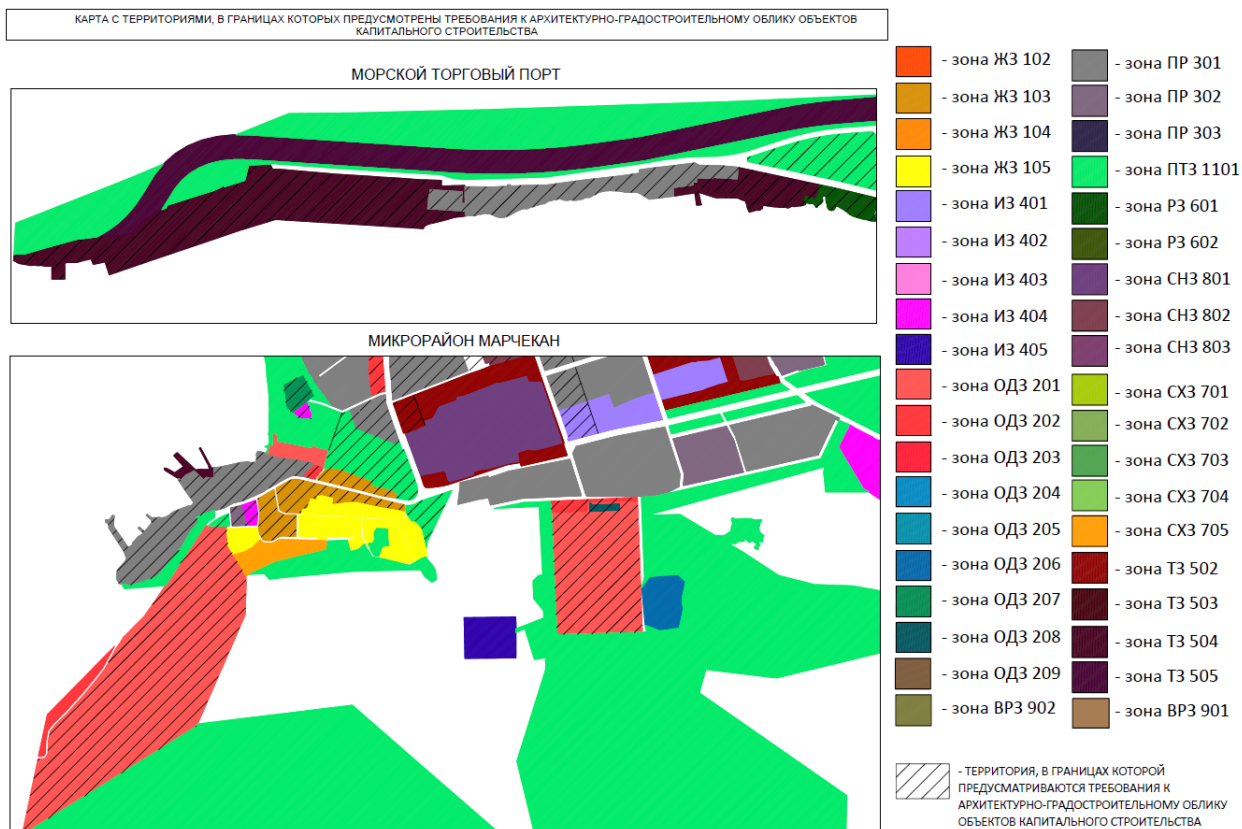 КАРТА С ТЕРРИТОРИЯМИ, В ГРАНИЦАХ КОТОРЫХ ПРЕДУСМОТРЕНЫ ТРЕБОВАНИЯ К АРХИТЕКТУРНО-ГРАДОСТРОИТЕЛЬНОМУ ОБЛИКУ ОБЪЕКТОВ
КАПИТАЛЬНОГО СТРОИТЕЛЬСТВА
МОРСКОЙ ТОРГОВЫЙ ПОРТ
МИКРОРАЙОН МАРЧЕКАН
- зона ЖЗ 102
- зона ЖЗ 103
- зона ЖЗ 104
- зона ЖЗ 105
- зона ИЗ 401
- зона ИЗ 402
- зона ИЗ 403
- зона ИЗ 404
- зона ИЗ 405
- зона ОДЗ 201
- зона ОДЗ 202
- зона ОДЗ 203
- зона ОДЗ 204
- зона ОДЗ 205
- зона ОДЗ 206
- зона ОДЗ 207
- зона ОДЗ 208
- зона ОДЗ 209
- зона ВРЗ 902
- зона ПР 301
- зона ПР 302
- зона ПР 303
- зона ПТЗ 1101
- зона РЗ 601
- зона РЗ 602
- зона СНЗ 801
- зона СНЗ 802
- зона СНЗ 803
- зона СХЗ 701
- зона СХЗ 702
- зона СХЗ 703
- зона СХЗ 704
- зона СХЗ 705
- зона ТЗ 502
- зона ТЗ 503
- зона ТЗ 504
- зона ТЗ 505
- зона ВРЗ 901
- ТЕРРИТОРИЯ, В ГРАНИЦАХ КОТОРОЙ
ПРЕДУСМАТРИВАЮТСЯ ТРЕБОВАНИЯ К
АРХИТЕКТУРНО-ГРАДОСТРОИТЕЛЬНОМУ ОБЛИКУ
ОБЪЕКТОВ КАПИТАЛЬНОГО СТРОИТЕЛЬСТВА